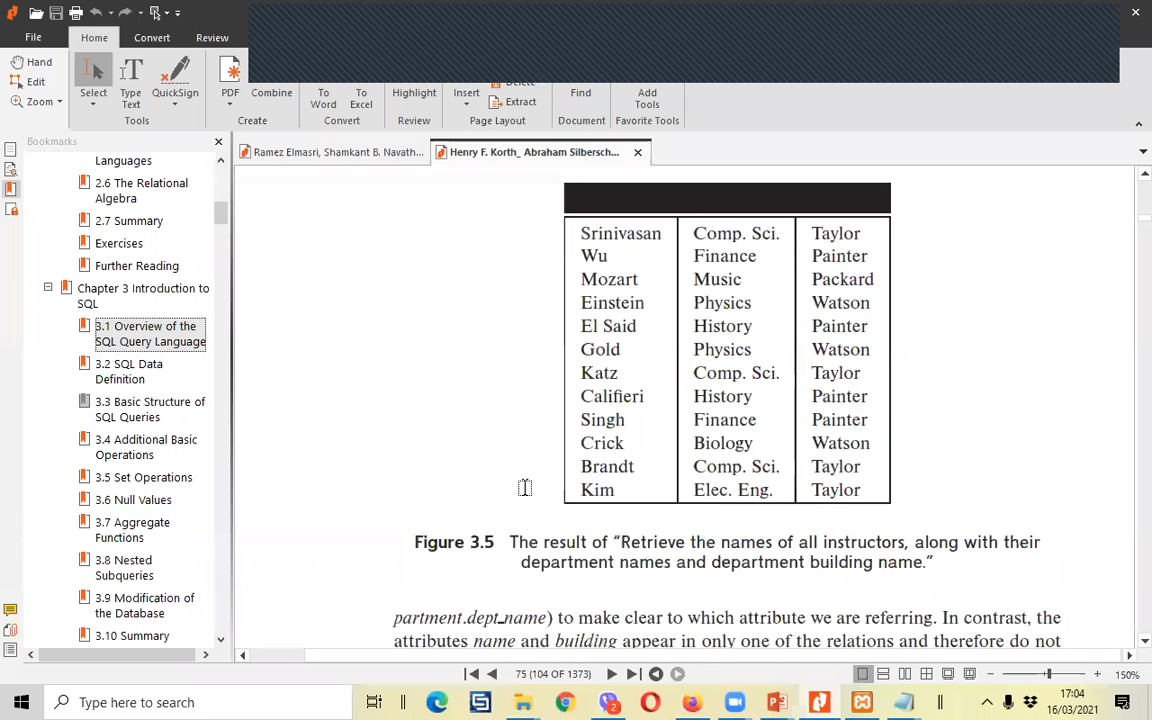 File
Home
Convert
Review
Hand
Edit
Zoom
Select
Type
Text
QuickSign
PDF
Combine
To
Word
To
Excel
Highlight
Insert
Delete
Extract
Find
Add
Tools
Tools
Create
Convert
Review
Page Layout
Document
Favorite Tools
Bookmarks
Ramez Elmasri, Shamkant B. Navath...
Henry F. Korth_ Abraham Silbersch...
Languages
2.6 The Relational
Algebra
2.7 Summary
Exercises
Further Reading
Chapter 3 Introduction to
SQL
3.1 Overview of the
SQL Query Language
3.2 SQL Data
Definition
3.3 Basic Structure of
SQL Queries
3.4 Additional Basic
Operations
3.5 Set Operations
3.6 Null Values
3.7 Aggregate
Functions
3.8 Nested
Subqueries
3.9 Modification of
the Database
3.10 Summary
Srinivasan Comp. Sci. Taylor
Wu Finance Painter
Mozart Music Packard
Einstein Physics Watson
El Said History Painter
Gold Physics Watson
Katz Comp. Sci. Taylor
Califieri History Painter
Singh Finance Painter
Crick Biology Watson
Brandt Comp. Sci. Taylor
Kim Elec. Eng. Taylor
Figure 3.5 The result of “Retrieve the names of all instructors, along with their
department names and department building name.”
partment.dept_name) to make clear to which attribute we are referring. In contrast, the
attributes name and building appear in only one of the relations and therefore do not
75 (104 OF 1373)
150%
Type here to search
2
17:04
16/03/2021